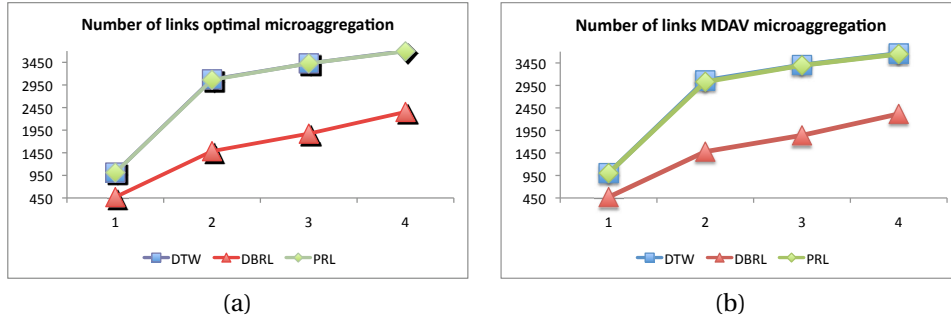 Number of links optimal microaggregation
3450
2950
2450
1950
1450
950
450
1 2 3 4
DTW DBRL PRL
(a)
Number of links MDAV microaggregation
3450
2950
2450
1950
1450
950
450
1 2 3 4
DTW DBRL PRL
(b)